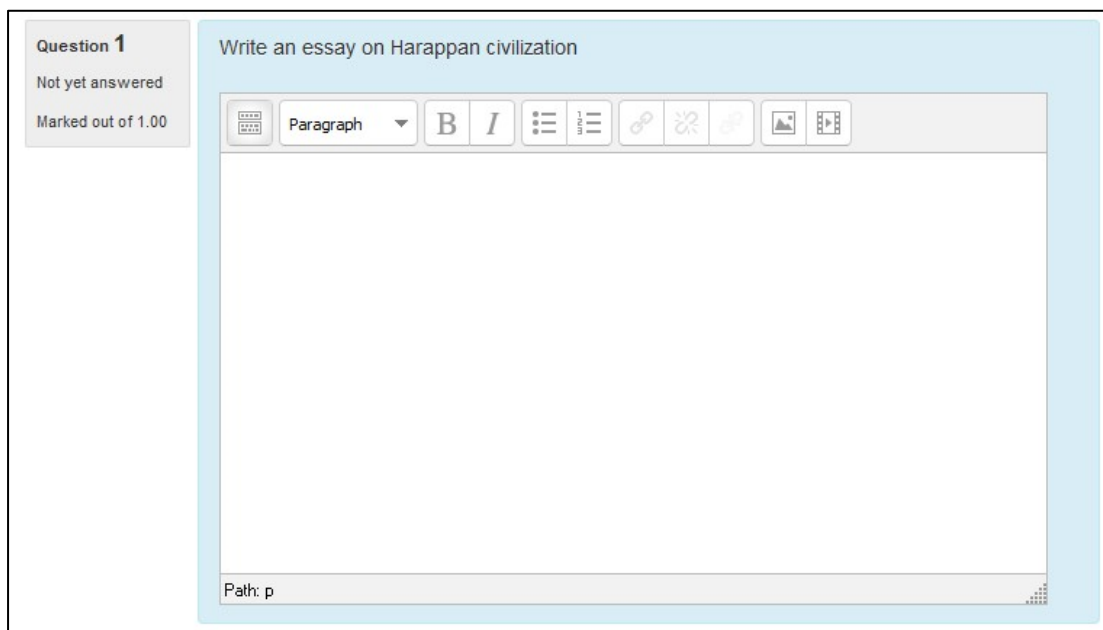 Question 1
Not yet answered
Marked out of 1.00
Write an essay on Harappan civilization
Paragraph B I
Path: p